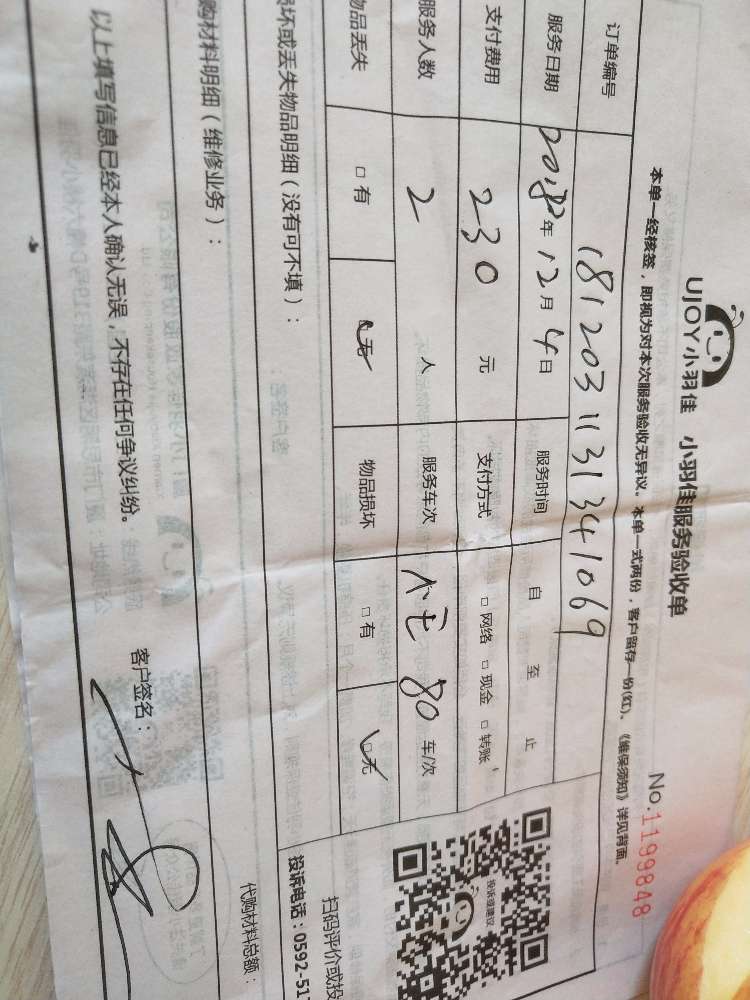 UJOY小羽佳 小羽佳服务验收单
No.1199848
本单一经核签，即视为对本次服务验收无异议。本单一式两份，客户留存一份(红)。《维保须知》详见背面。
订单编号 1812031131341069
服务日期 2018年12月4日 服务时间 自 至 止
支付费用 230 元 支付方式 □网络 □现金 □转账
服务人数 2 人 服务车次 80 车/次
物品丢失 □有 □无 物品损坏 □有 □无
坏或丢失物品明细（没有可不填）：
扫码评价或投
投诉建议
投诉电话：0592-51
购材料明细（维修业务）：
代购材料总额：
以上填写信息已经本人确认无误，不存在任何争议纠纷。
客户签名：